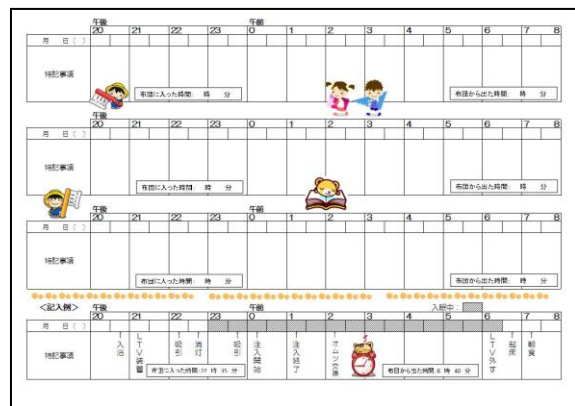 午後 午前
20 21 22 23 0 1 2 3 4 5 6 7 8
月 日( )
特記事項
布団に入った時間: 時 分 布団から出た時間: 時 分
午後 午前
20 21 22 23 0 1 2 3 4 5 6 7 8
月 日( )
特記事項
布団に入った時間: 時 分 布団から出た時間: 時 分
午後 午前
20 21 22 23 0 1 2 3 4 5 6 7 8
月 日( )
特記事項
布団に入った時間: 時 分 布団から出た時間: 時 分
<記入例> 午後 午前 入眠中:
20 21 22 23 0 1 2 3 4 5 6 7 8
月 日( )
特記事項
↑入浴
LTV装着
↑吸引
↑消灯
↑吸引
↑注入開始
↑注入終了
↑オムツ交換
↑LTV外す
↑起床
↑朝食
布団に入った時間:22 時 35 分 布団から出た時間:6 時 40 分